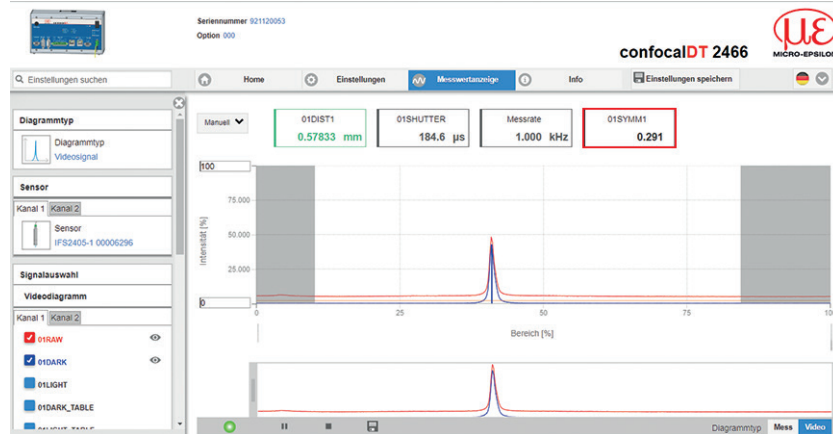 Seriennummer 921120053
Option 000
confocalDT 2466
µε
MICRO-EPSILON
Einstellungen suchen
Home
Einstellungen
Messwertanzeige
Info
Einstellungen speichern
Diagrammtyp
Diagrammtyp
Videosignal
Sensor
Kanal 1 Kanal 2
Sensor
IFS2405-1 00006296
Signalauswahl
Videodiagramm
Kanal 1 Kanal 2
01RAW
01DARK
01LIGHT
01DARK_TABLE
01LIGHT_TABLE
Manuell
01DIST1
0.57833 mm
01SHUTTER
184.6 µs
Messrate
1.000 kHz
01SYMM1
0.291
100
75.000
50.000
25.000
0
Intensität [%]
0 25 50 75 100
Bereich [%]
Diagrammtyp Mess Video